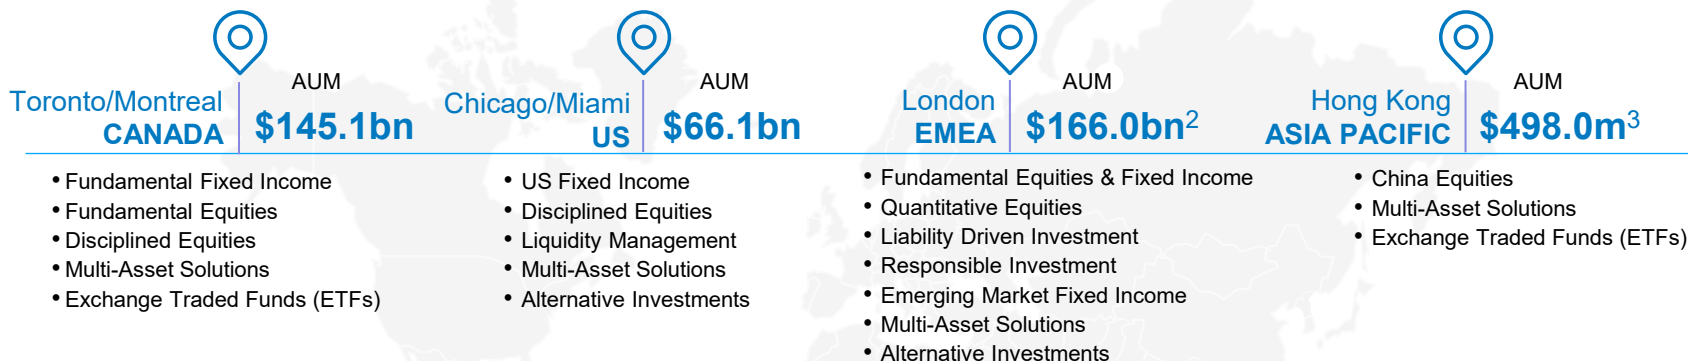 AUM
Toronto/Montreal
CANADA
$145.1bn
• Fundamental Fixed Income
• Fundamental Equities
• Disciplined Equities
• Multi-Asset Solutions
• Exchange Traded Funds (ETFs)
AUM
Chicago/Miami
US
$66.1bn
• US Fixed Income
• Disciplined Equities
• Liquidity Management
• Multi-Asset Solutions
• Alternative Investments
AUM
London
EMEA
$166.0bn²
• Fundamental Equities & Fixed Income
• Quantitative Equities
• Liability Driven Investment
• Responsible Investment
• Emerging Market Fixed Income
• Multi-Asset Solutions
• Alternative Investments
AUM
Hong Kong
ASIA PACIFIC
$498.0m³
• China Equities
• Multi-Asset Solutions
• Exchange Traded Funds (ETFs)